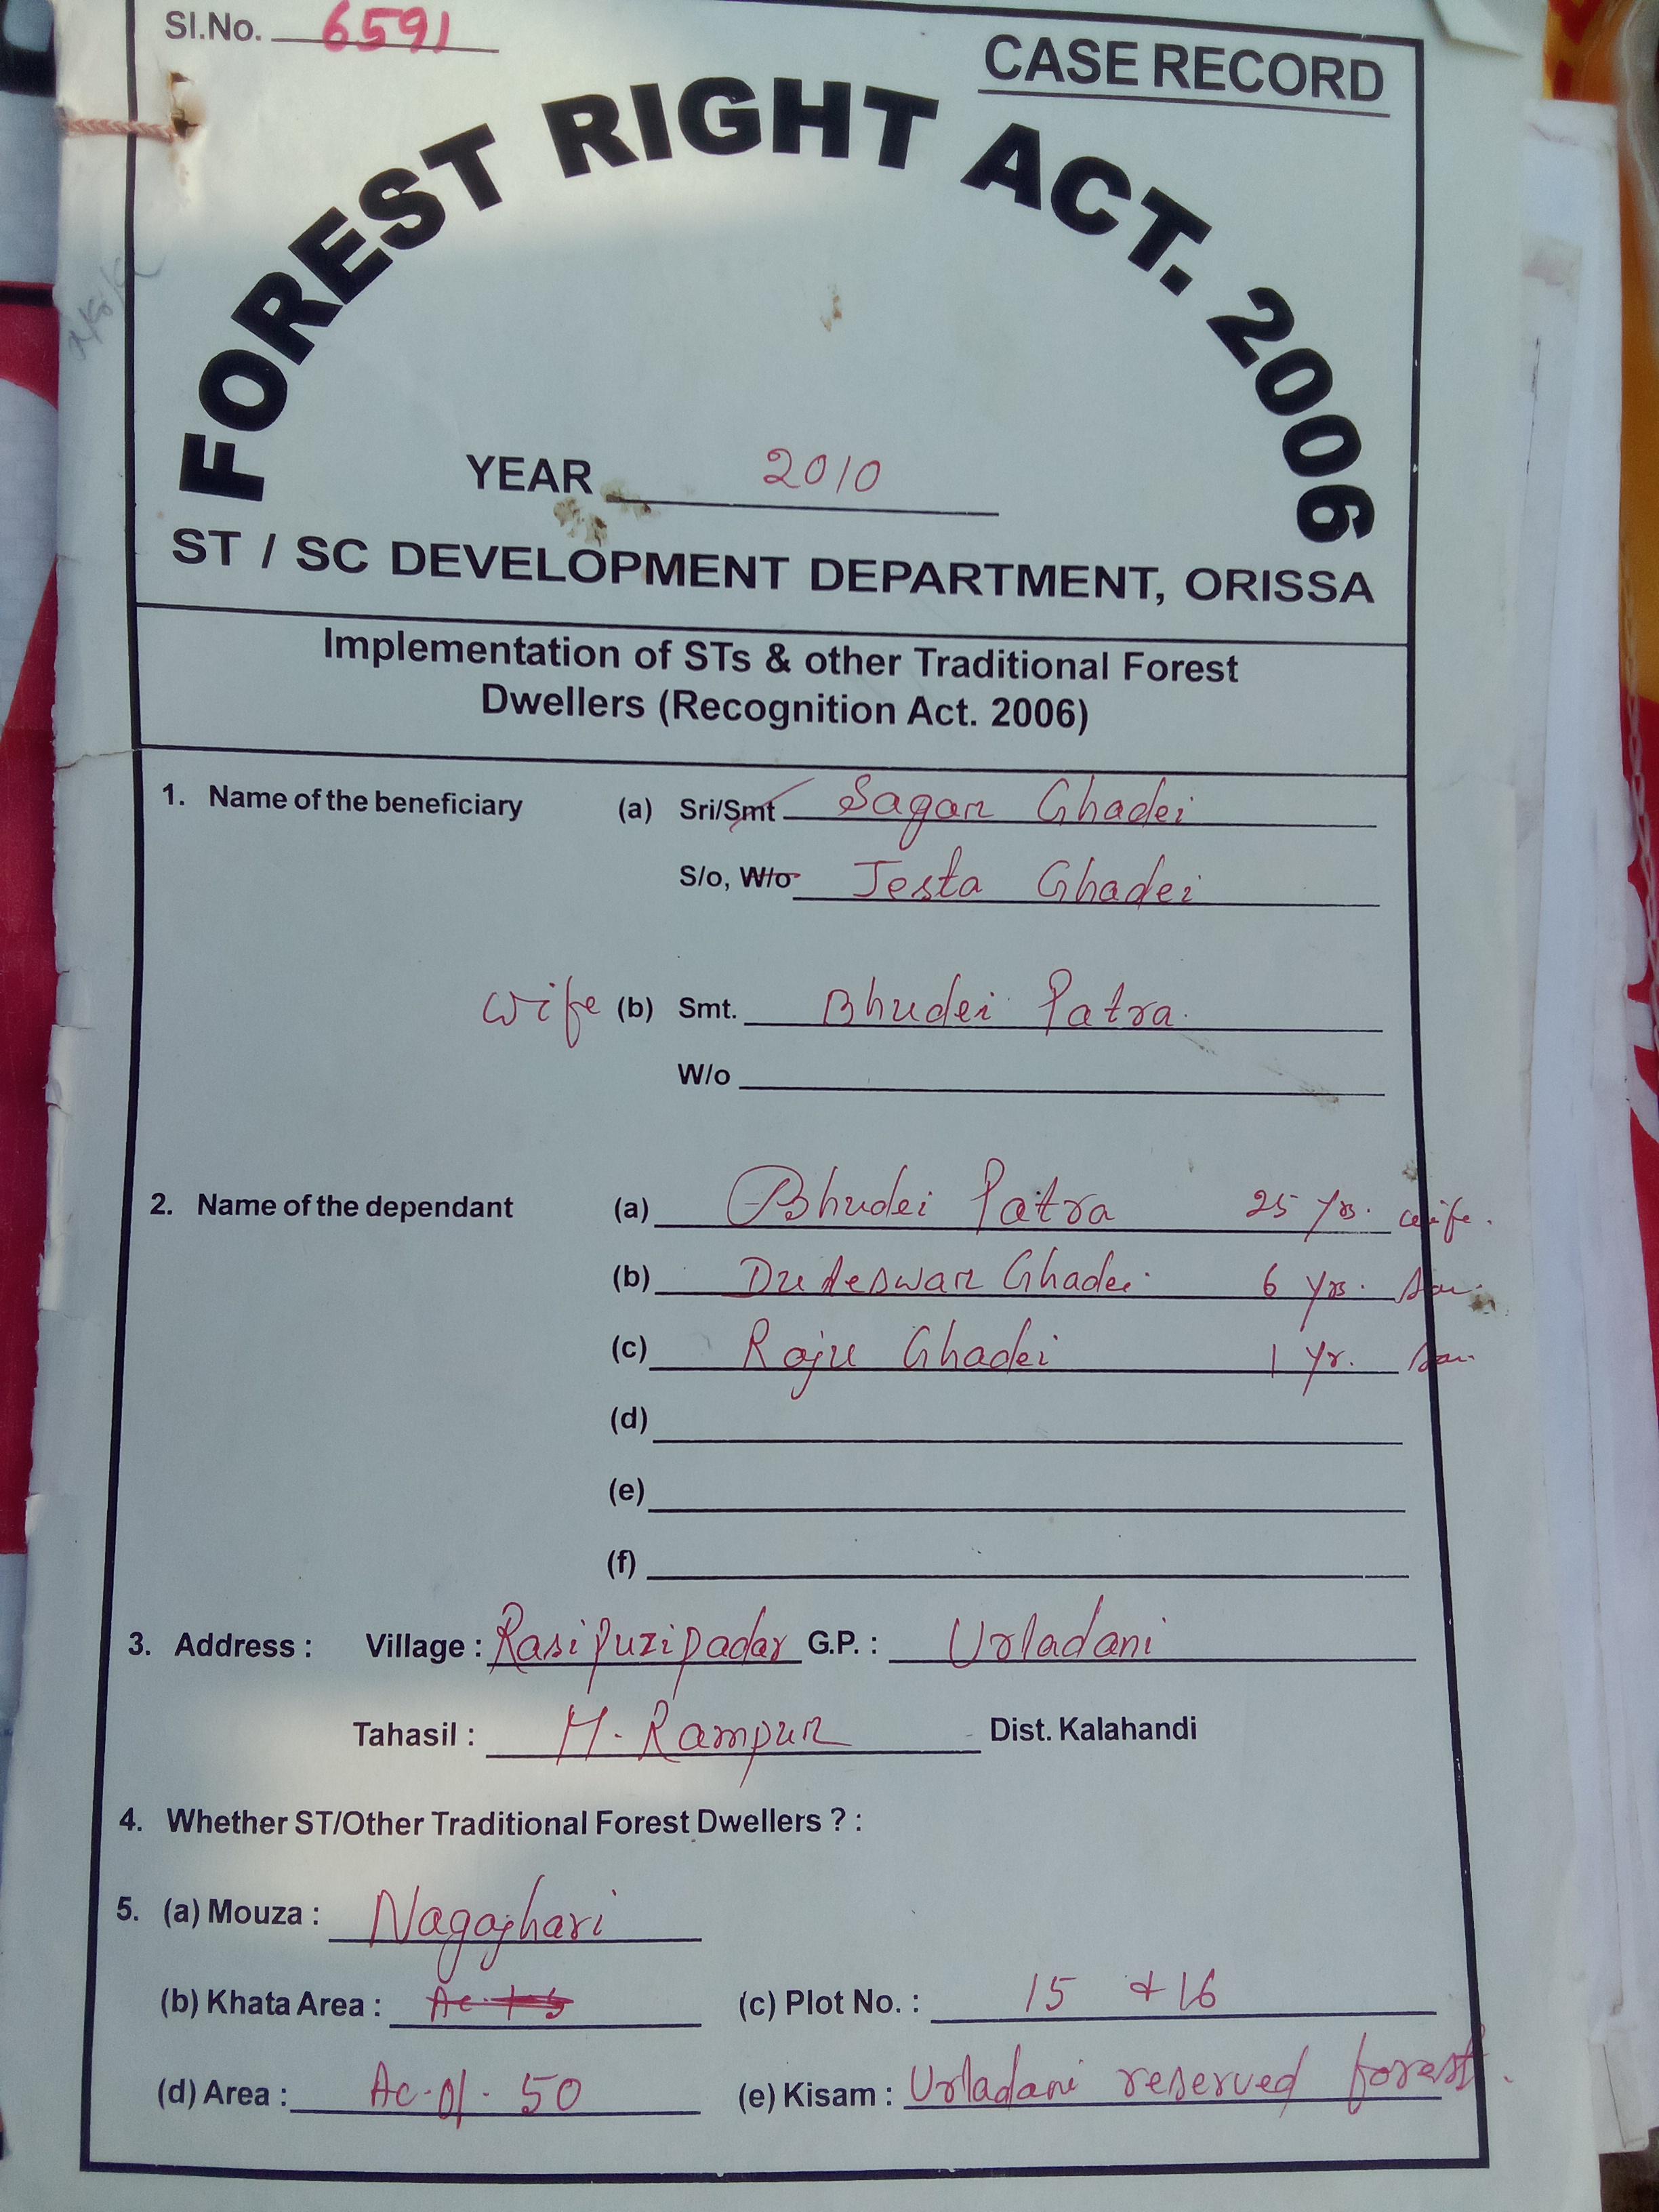 Sl.No. 6591
CASE RECORD
FOREST RIGHT ACT. 2006
YEAR 2010
ST / SC DEVELOPMENT DEPARTMENT, ORISSA
Implementation of STs & other Traditional Forest
Dwellers (Recognition Act. 2006)
1. Name of the beneficiary (a) Sri/Smt Sagar Ghadei
S/o, W/o Jesta Ghadei
wife (b) Smt. Bhudei Patra.
W/o
2. Name of the dependant (a) Bhudei Patra 25 Yrs. wife.
(b) Ghadei 6 Yrs. Son.
(c) Raju Ghadei 1 Yr. Son.
(d)
(e)
(f)
3. Address : Village : Rasipuripadar G.P. : Urladani
Tahasil : M. Rampur Dist. Kalahandi
4. Whether ST/Other Traditional Forest Dwellers ? :
5. (a) Mouza : Nagajhari
(b) Khata Area : (c) Plot No. : 15 & 16
(d) Area : Ac-01-50 (e) Kisam : Urladani reserved forest.